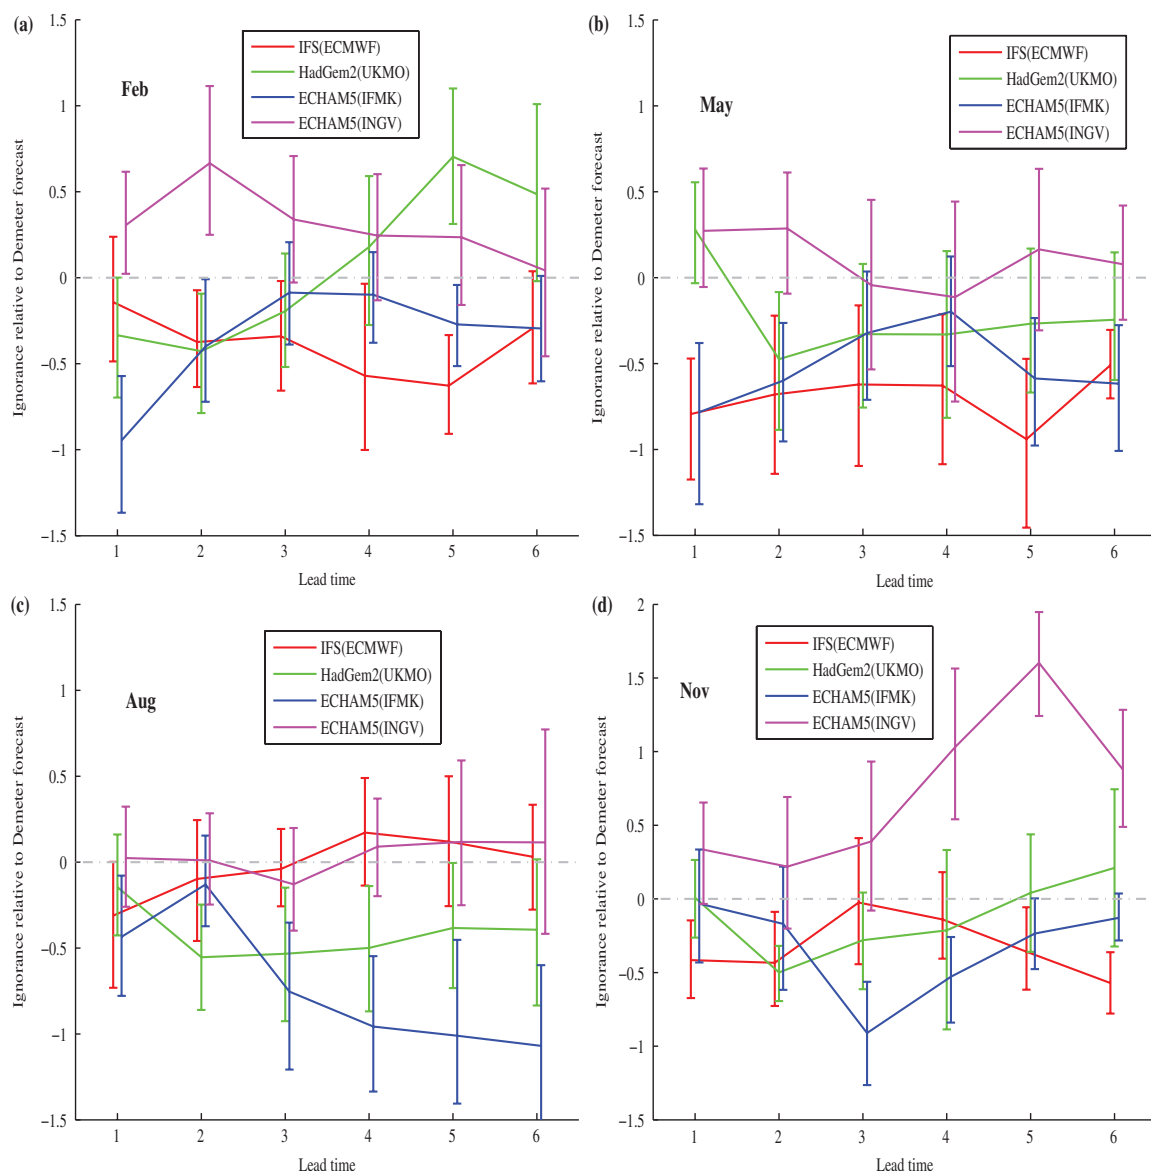 (a)
Feb
IFS(ECMWF)
HadGem2(UKMO)
ECHAM5(IFMK)
ECHAM5(INGV)
1.5
1
0.5
0
−0.5
−1
−1.5
Ignorance relative to Demeter forecast
1 2 3 4 5 6
Lead time
(b)
May
IFS(ECMWF)
HadGem2(UKMO)
ECHAM5(IFMK)
ECHAM5(INGV)
1.5
1
0.5
0
−0.5
−1
−1.5
Ignorance relative to Demeter forecast
1 2 3 4 5 6
Lead time
(c)
Aug
IFS(ECMWF)
HadGem2(UKMO)
ECHAM5(IFMK)
ECHAM5(INGV)
1.5
1
0.5
0
−0.5
−1
−1.5
Ignorance relative to Demeter forecast
1 2 3 4 5 6
Lead time
(d)
Nov
IFS(ECMWF)
HadGem2(UKMO)
ECHAM5(IFMK)
ECHAM5(INGV)
2
1.5
1
0.5
0
−0.5
−1
−1.5
Ignorance relative to Demeter forecast
1 2 3 4 5 6
Lead time